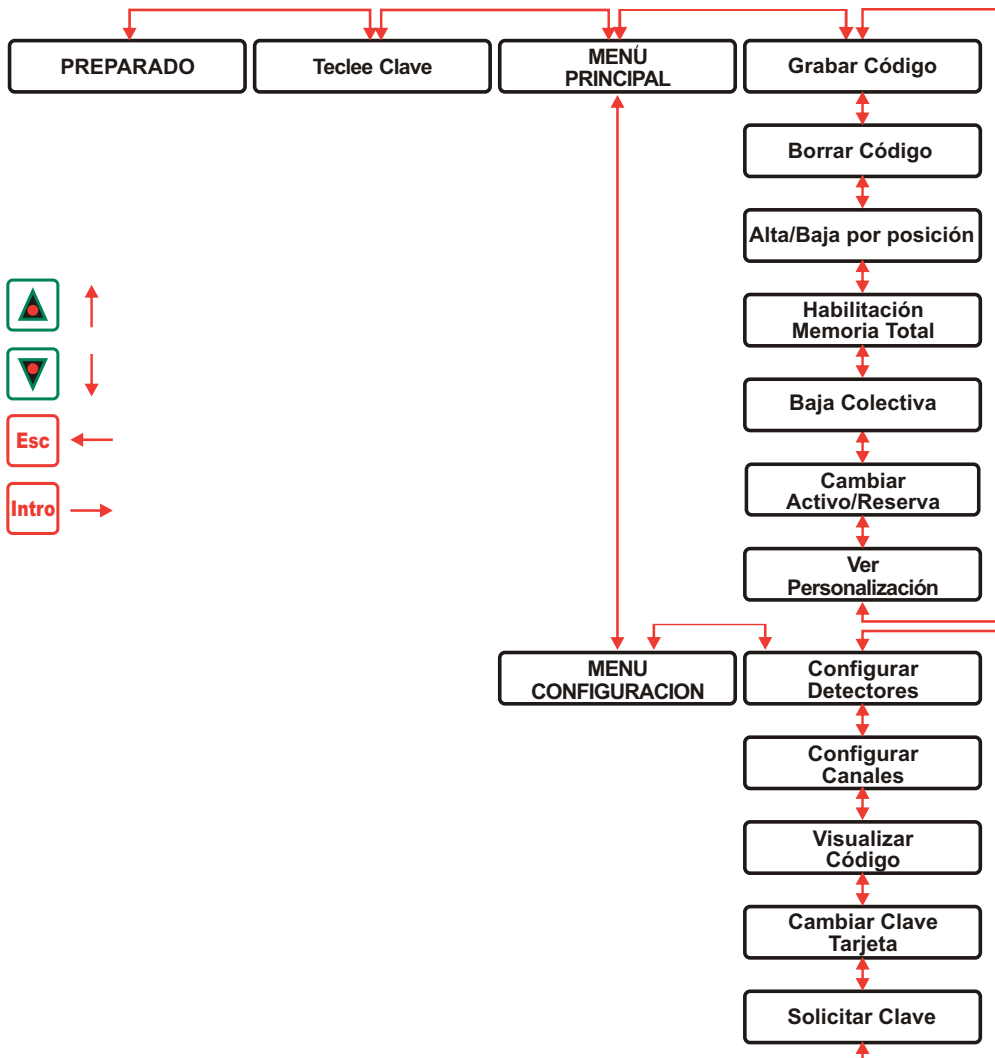 PREPARADO
Teclee Clave
MENÚ
PRINCIPAL
Grabar Código
Borrar Código
Alta/Baja por posición
Habilitación
Memoria Total
Baja Colectiva
Cambiar
Activo/Reserva
Ver
Personalización
Esc
Intro
MENU
CONFIGURACION
Configurar
Detectores
Configurar
Canales
Visualizar
Código
Cambiar Clave
Tarjeta
Solicitar Clave